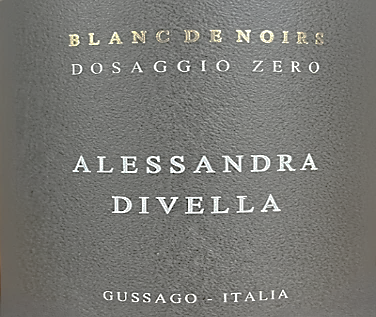 BLANC DE NOIRS
DOSAGGIO ZERO
ALESSANDRA
DIVELLA
GUSSAGO - ITALIA